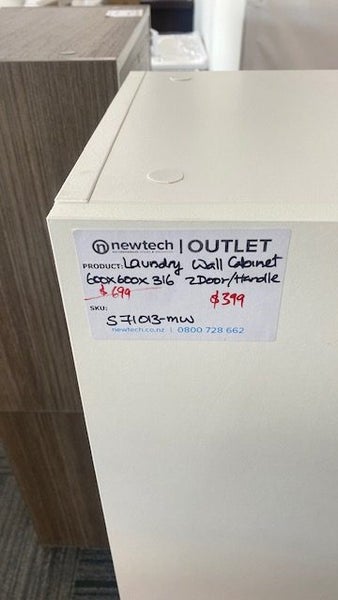 newtech | OUTLET
PRODUCT: Laundry Wall Cabinet
600x600x316 2Door/Handle
$699 $399
SKU:
S71013-MW
newtech.co.nz | 0800 728 662